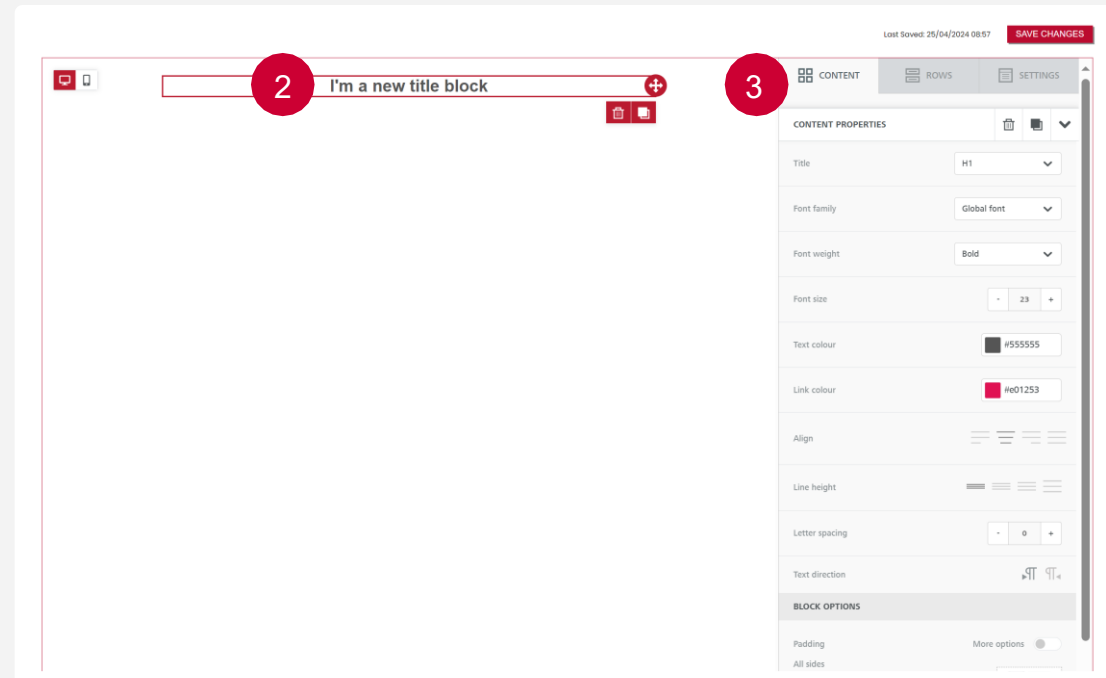 Last Saved: 25/04/2024 08:57 SAVE CHANGES
2 I'm a new title block
3 CONTENT ROWS SETTINGS
CONTENT PROPERTIES
Title H1
Font family Global font
Font weight Bold
Font size - 23 +
Text colour #555555
Link colour #e01253
Align
Line height
Letter spacing - 0 +
Text direction
BLOCK OPTIONS
Padding More options
All sides